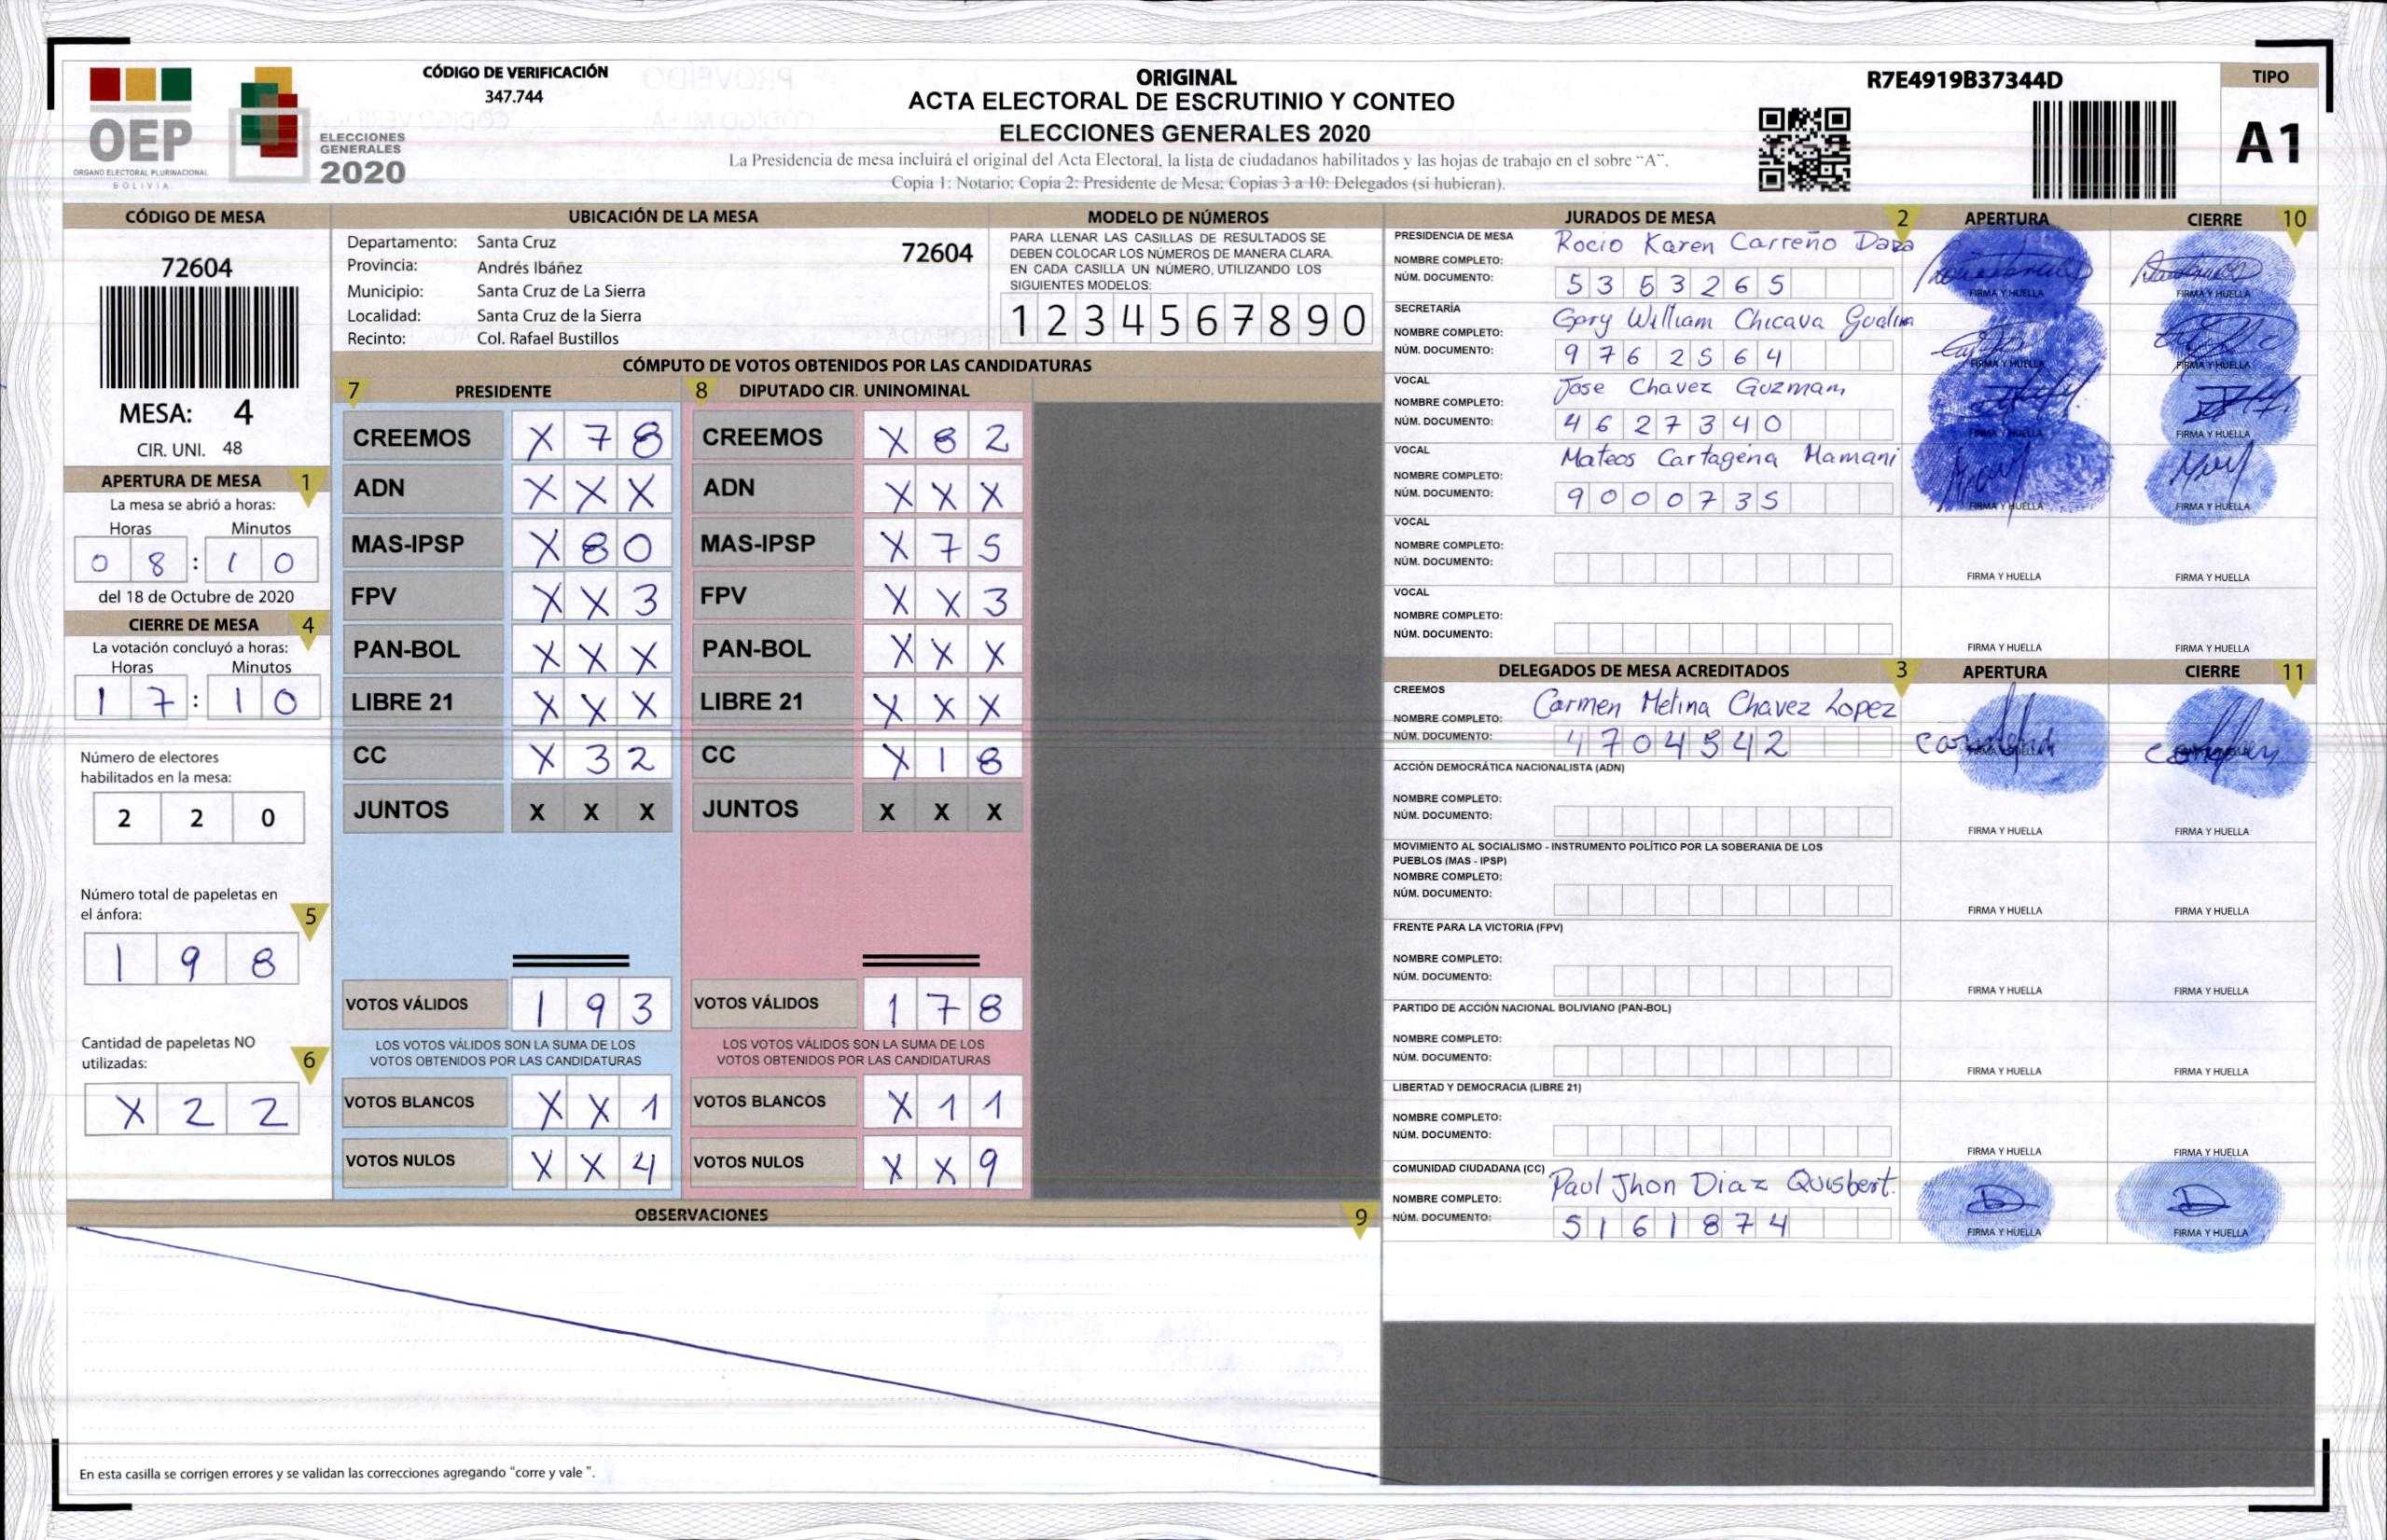 CÓDIGO DE VERIFICACIÓN
347.744
OEP
ORGANO ELECTORAL PLURINACIONAL
BOLIVIA
ELECCIONES
GENERALES
2020
ORIGINAL
ACTA ELECTORAL DE ESCRUTINIO Y CONTEO
ELECCIONES GENERALES 2020
La Presidencia de mesa incluirá el original del Acta Electoral, la lista de ciudadanos habilitados y las hojas de trabajo en el sobre “A”.
Copia 1: Notario; Copia 2: Presidente de Mesa; Copias 3 a 10: Delegados (si hubieran).
R7E4919B37344D
TIPO
A1
CÓDIGO DE MESA
72604
MESA: 4
CIR. UNI. 48
APERTURA DE MESA 1
La mesa se abrió a horas:
Horas Minutos
0 8 : 1 0
del 18 de Octubre de 2020
CIERRE DE MESA 4
La votación concluyó a horas:
Horas Minutos
1 7 : 1 0
Número de electores
habilitados en la mesa:
2 2 0
Número total de papeletas en
el ánfora: 5
1 9 8
Cantidad de papeletas NO
utilizadas: 6
X 2 2
UBICACIÓN DE LA MESA
Departamento: Santa Cruz 72604
Provincia: Andrés Ibáñez
Municipio: Santa Cruz de La Sierra
Localidad: Santa Cruz de la Sierra
Recinto: Col. Rafael Bustillos
MODELO DE NÚMEROS
PARA LLENAR LAS CASILLAS DE RESULTADOS SE
DEBEN COLOCAR LOS NÚMEROS DE MANERA CLARA.
EN CADA CASILLA UN NÚMERO, UTILIZANDO LOS
SIGUIENTES MODELOS:
1 2 3 4 5 6 7 8 9 0
CÓMPUTO DE VOTOS OBTENIDOS POR LAS CANDIDATURAS
7 PRESIDENTE
CREEMOS X 7 8
ADN X X X
MAS-IPSP X 8 0
FPV X X 3
PAN-BOL X X X
LIBRE 21 X X X
CC X 3 2
JUNTOS X X X
VOTOS VÁLIDOS 1 9 3
LOS VOTOS VÁLIDOS SON LA SUMA DE LOS
VOTOS OBTENIDOS POR LAS CANDIDATURAS
VOTOS BLANCOS X X 1
VOTOS NULOS X X 4
8 DIPUTADO CIR. UNINOMINAL
CREEMOS X 8 2
ADN X X X
MAS-IPSP X 7 5
FPV X X 3
PAN-BOL X X X
LIBRE 21 X X X
CC X 1 8
JUNTOS X X X
VOTOS VÁLIDOS 1 7 8
LOS VOTOS VÁLIDOS SON LA SUMA DE LOS
VOTOS OBTENIDOS POR LAS CANDIDATURAS
VOTOS BLANCOS X 1 1
VOTOS NULOS X X 9
OBSERVACIONES 9
En esta casilla se corrigen errores y se validan las correcciones agregando "corre y vale ".
JURADOS DE MESA 2 APERTURA CIERRE 10
PRESIDENCIA DE MESA
NOMBRE COMPLETO: Rocio Karen Carreño Daza
NÚM. DOCUMENTO: 5 3 5 3 2 6 5
FIRMA Y HUELLA FIRMA Y HUELLA
SECRETARÍA
NOMBRE COMPLETO: Gary William Chicava
NÚM. DOCUMENTO: 9 7 6 2 5 6 4
FIRMA Y HUELLA FIRMA Y HUELLA
VOCAL
NOMBRE COMPLETO: Jose Chavez Guzmam
NÚM. DOCUMENTO: 4 6 2 7 3 4 0
FIRMA Y HUELLA FIRMA Y HUELLA
VOCAL
NOMBRE COMPLETO: Mateos Cartagena Mamani
NÚM. DOCUMENTO: 9 0 0 0 7 3 5
FIRMA Y HUELLA FIRMA Y HUELLA
VOCAL
NOMBRE COMPLETO:
NÚM. DOCUMENTO:
FIRMA Y HUELLA FIRMA Y HUELLA
VOCAL
NOMBRE COMPLETO:
NÚM. DOCUMENTO:
FIRMA Y HUELLA FIRMA Y HUELLA
DELEGADOS DE MESA ACREDITADOS 3 APERTURA CIERRE 11
CREEMOS
NOMBRE COMPLETO: Carmen Melina Chavez Lopez
NÚM. DOCUMENTO: 4 7 0 4 5 4 2
ACCIÓN DEMOCRÁTICA NACIONALISTA (ADN)
NOMBRE COMPLETO:
NÚM. DOCUMENTO:
FIRMA Y HUELLA FIRMA Y HUELLA
MOVIMIENTO AL SOCIALISMO - INSTRUMENTO POLÍTICO POR LA SOBERANIA DE LOS
PUEBLOS (MAS - IPSP)
NOMBRE COMPLETO:
NÚM. DOCUMENTO:
FIRMA Y HUELLA FIRMA Y HUELLA
FRENTE PARA LA VICTORIA (FPV)
NOMBRE COMPLETO:
NÚM. DOCUMENTO:
FIRMA Y HUELLA FIRMA Y HUELLA
PARTIDO DE ACCIÓN NACIONAL BOLIVIANO (PAN-BOL)
NOMBRE COMPLETO:
NÚM. DOCUMENTO:
FIRMA Y HUELLA FIRMA Y HUELLA
LIBERTAD Y DEMOCRACIA (LIBRE 21)
NOMBRE COMPLETO:
NÚM. DOCUMENTO:
FIRMA Y HUELLA FIRMA Y HUELLA
COMUNIDAD CIUDADANA (CC)
NOMBRE COMPLETO: Paul Jhon Diaz Quisbert.
NÚM. DOCUMENTO: 5 1 6 1 8 7 4
FIRMA Y HUELLA FIRMA Y HUELLA